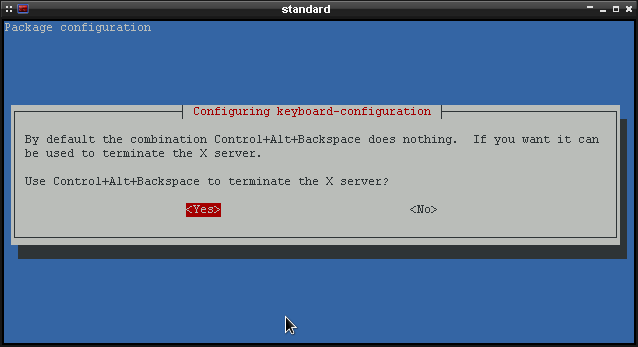 standard
Package configuration
Configuring keyboard-configuration
By default the combination Control+Alt+Backspace does nothing.  If you want it can
be used to terminate the X server.
Use Control+Alt+Backspace to terminate the X server?
<Yes> <No>